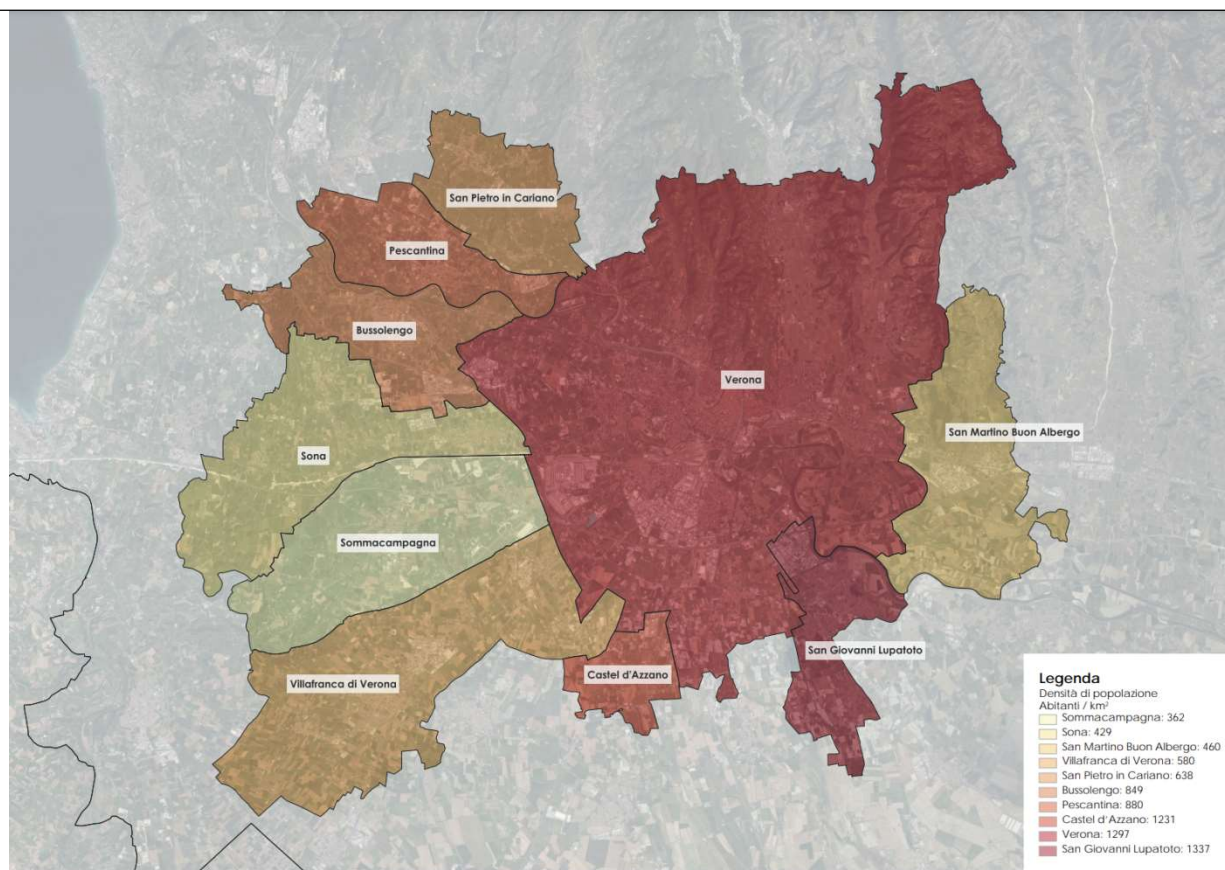 San Pietro in Cariano
Pescantina
Bussolengo
Verona
San Martino Buon Albergo
Sona
Sommacampagna
San Giovanni Lupatoto
Castel d'Azzano
Villafranca di Verona
Legenda
Densità di popolazione
Abitanti / km²
Sommacampagna: 362
Sona: 429
San Martino Buon Albergo: 460
Villafranca di Verona: 580
San Pietro in Cariano: 638
Bussolengo: 849
Pescantina: 880
Castel d'Azzano: 1231
Verona: 1297
San Giovanni Lupatoto: 1337